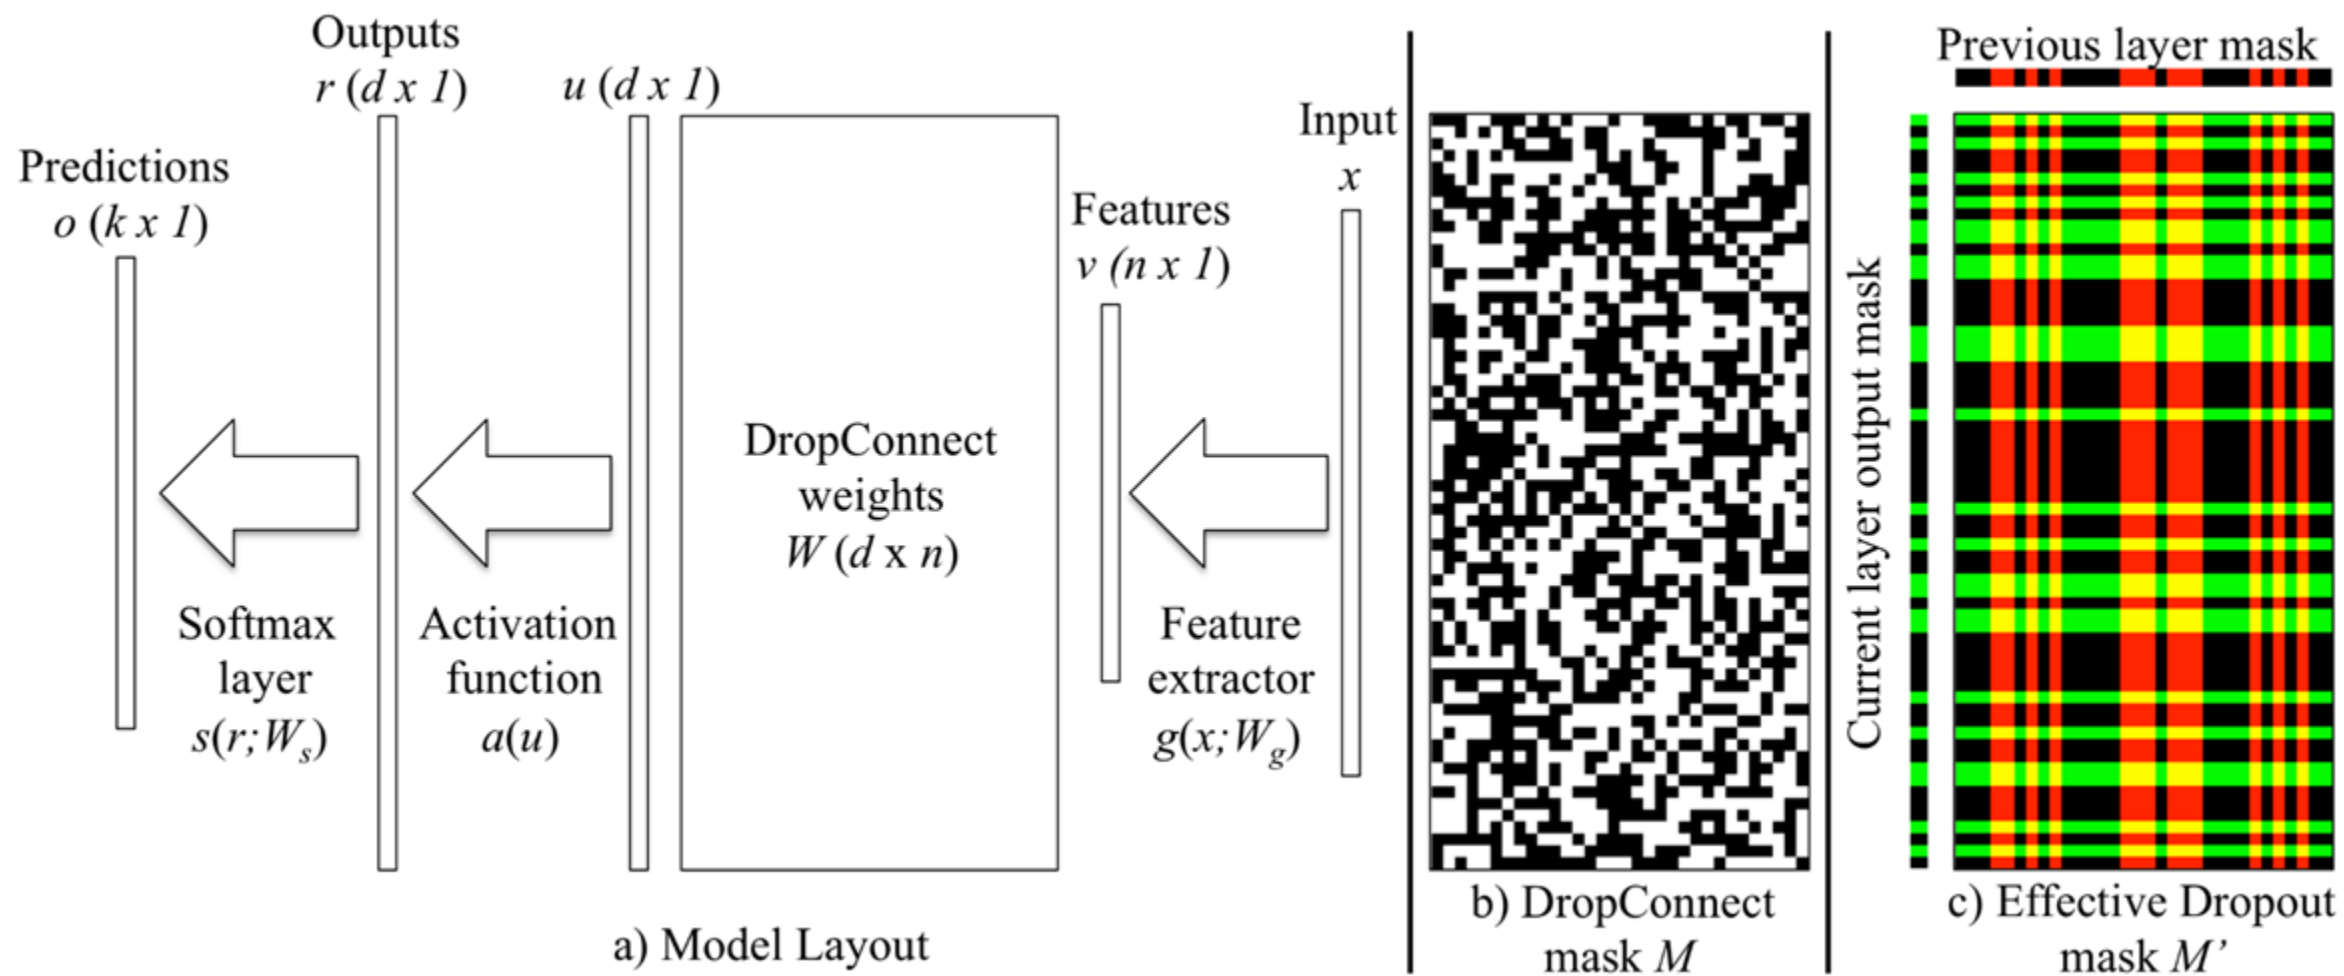 Outputs
r (d x 1)
u (d x 1)
Predictions
o (k x 1)
DropConnect
weights
W (d x n)
Features
v (n x 1)
Input
x
Softmax
layer
s(r;Ws)
Activation
function
a(u)
Feature
extractor
g(x;Wg)
a) Model Layout
b) DropConnect
mask M
Previous layer mask
Current layer output mask
c) Effective Dropout
mask M’